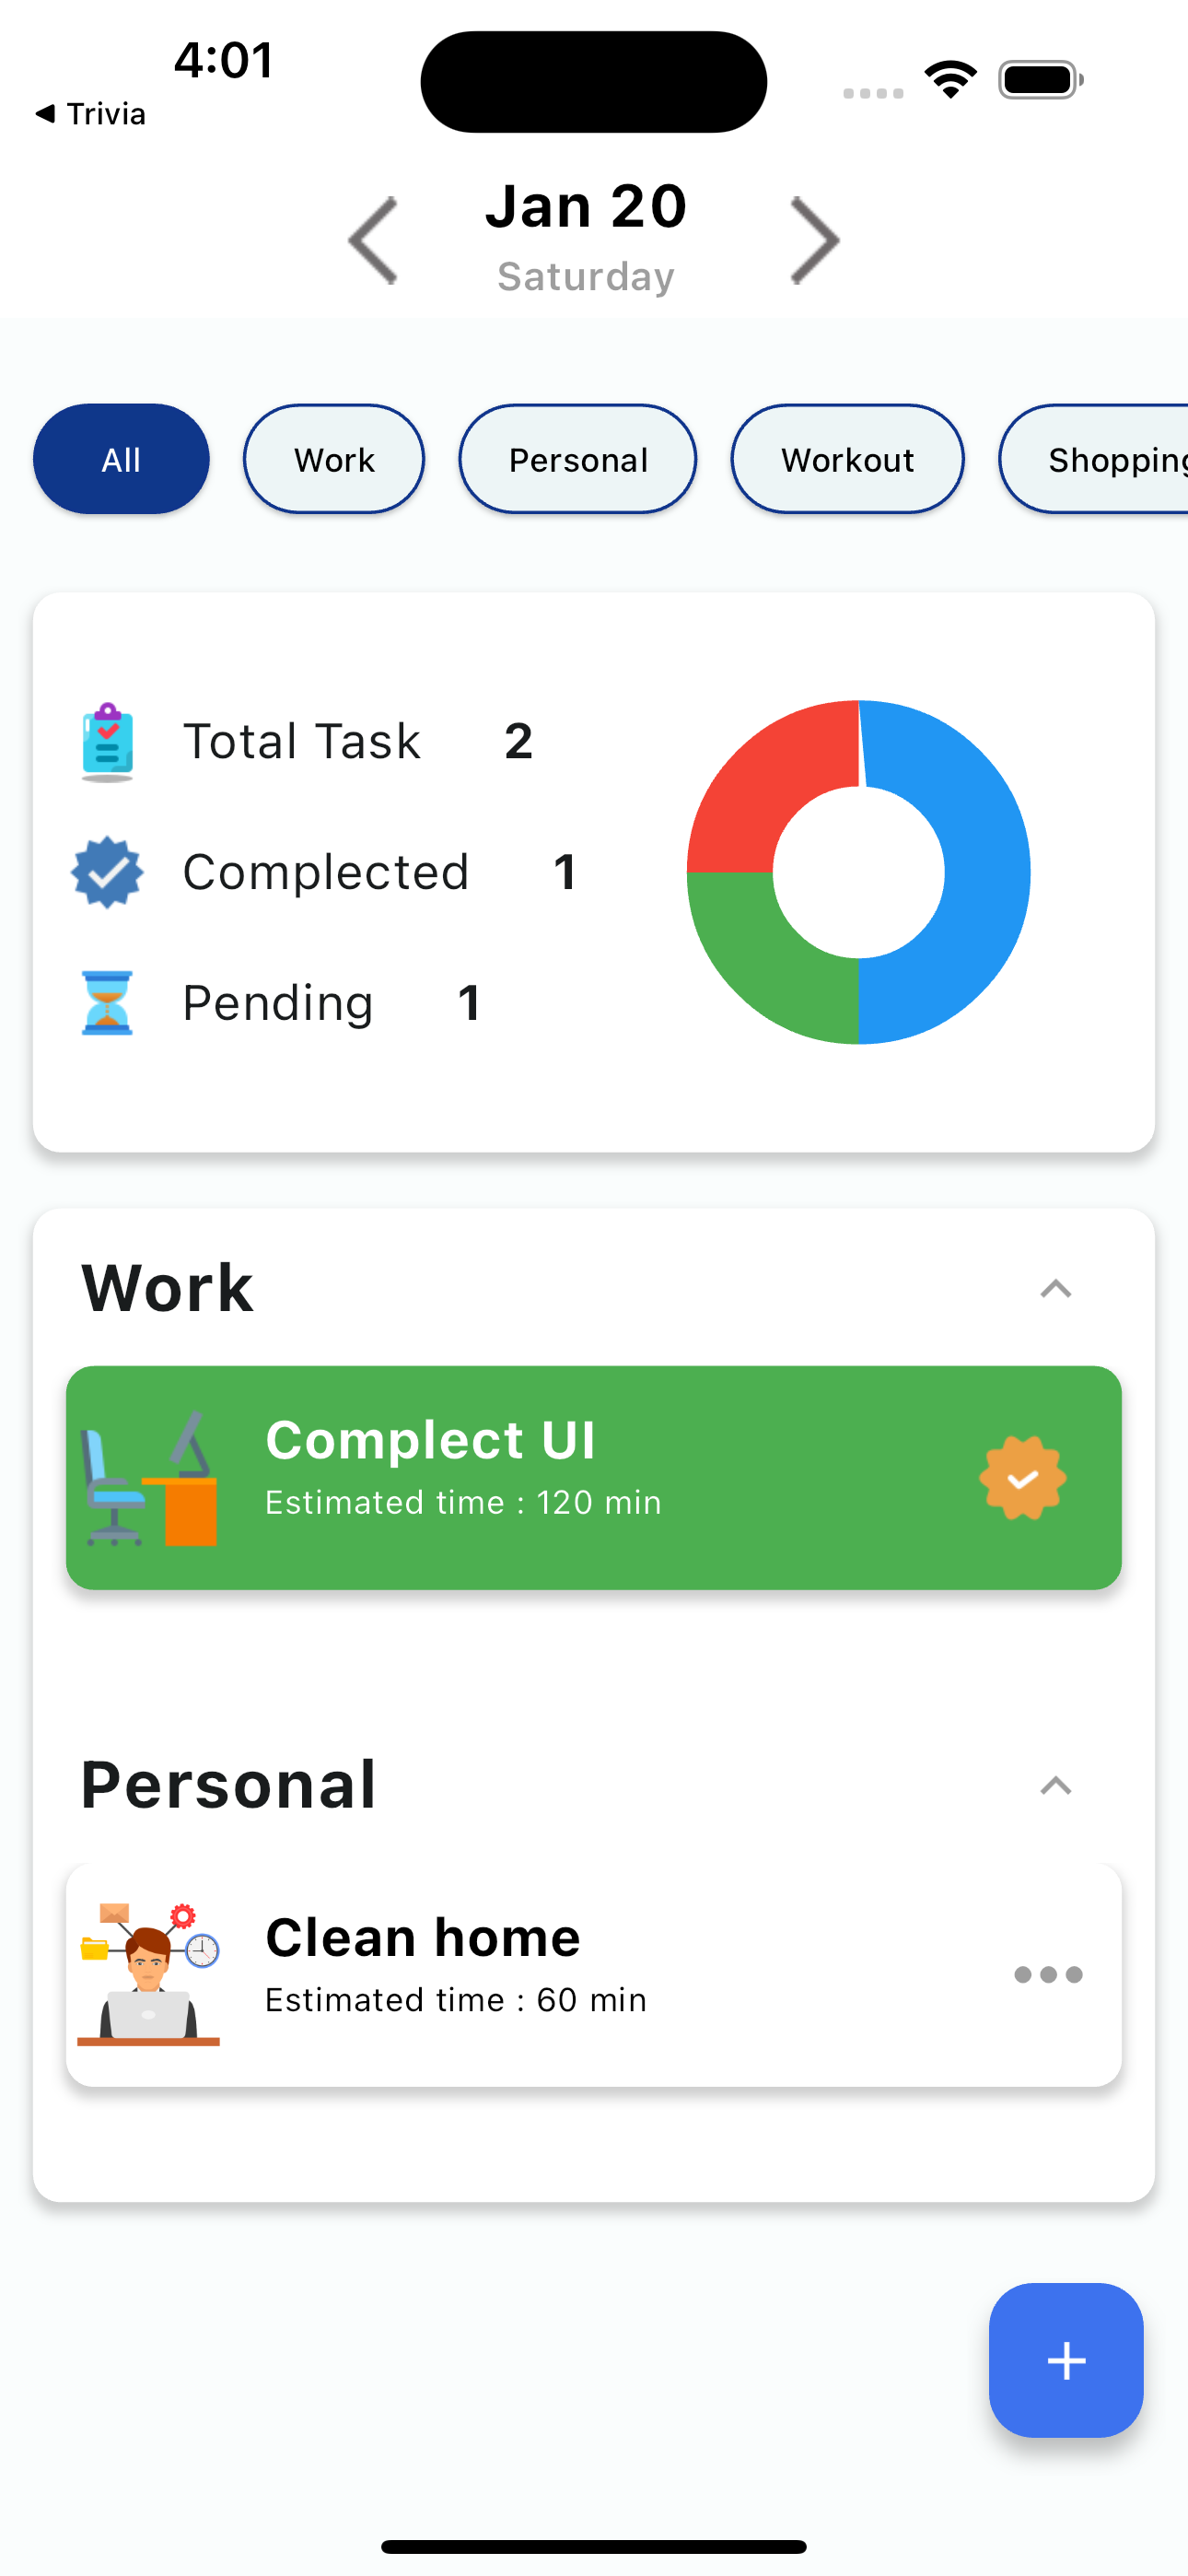 4:01
◀ Trivia
Jan 20
Saturday
All Work Personal Workout Shopping
Total Task 2
Complected 1
Pending 1
Work
Complect UI
Estimated time : 120 min
Personal
Clean home
Estimated time : 60 min
+